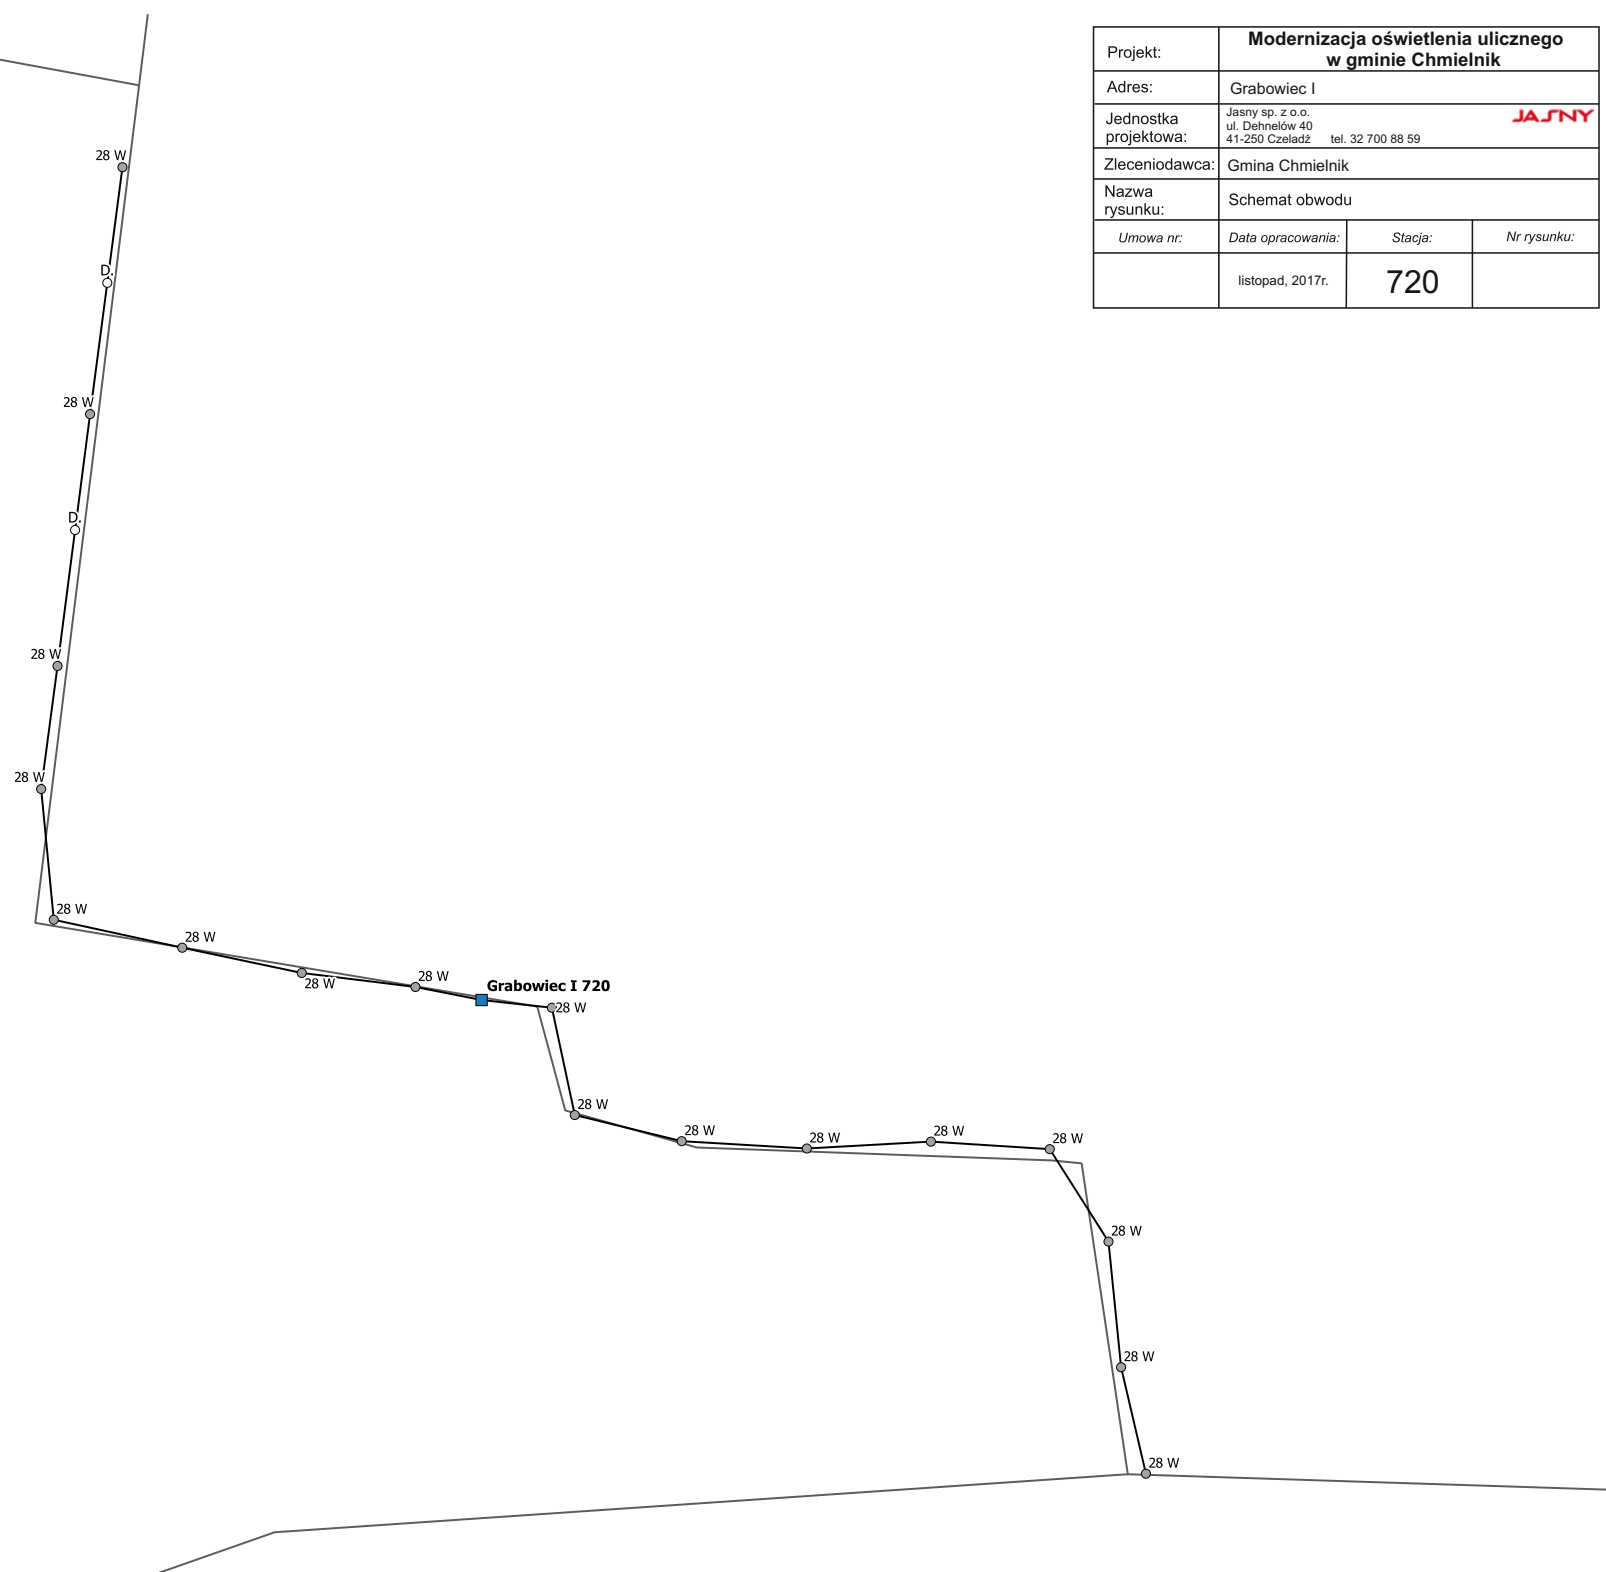 Projekt:
Modernizacja oświetlenia ulicznego
w gminie Chmielnik
Adres:
Grabowiec I
Jednostka
projektowa:
Jasny sp. z o.o.
ul. Dehnelów 40
41-250 Czeladż tel. 32 700 88 59
JASNY
Zleceniodawca:
Gmina Chmielnik
Nazwa
rysunku:
Schemat obwodu
Umowa nr:
Data opracowania:
Stacja:
Nr rysunku:
listopad, 2017r.
720
28 W
D.
28 W
D.
28 W
28 W
28 W
28 W
28 W
28 W
Grabowiec I 720
28 W
28 W
28 W
28 W
28 W
28 W
28 W
28 W
28 W